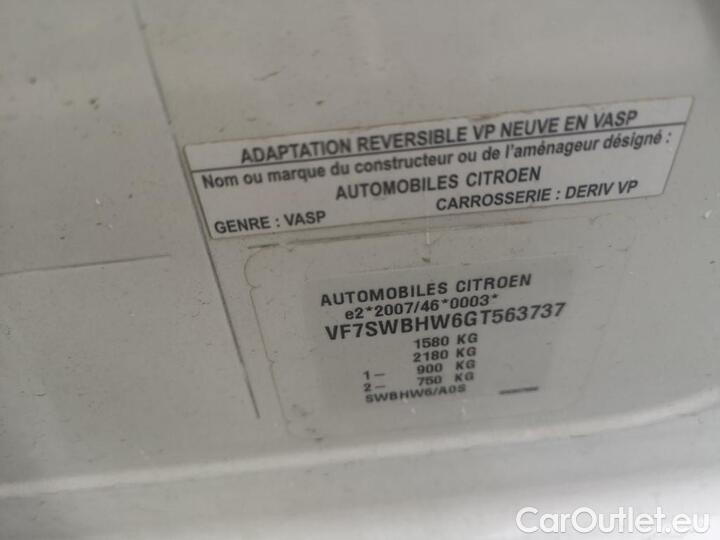 ADAPTATION REVERSIBLE VP NEUVE EN VASP
Nom ou marque du constructeur ou de l'aménageur désigné :
AUTOMOBILES CITROEN
GENRE : VASP CARROSSERIE : DERIV VP
AUTOMOBILES CITROEN
e2*2007/46*0003*
VF7SWBHW6GT563737
1580 KG
2180 KG
1- 900 KG
2- 750 KG
SWBHW6/A0S
CarOutlet.eu